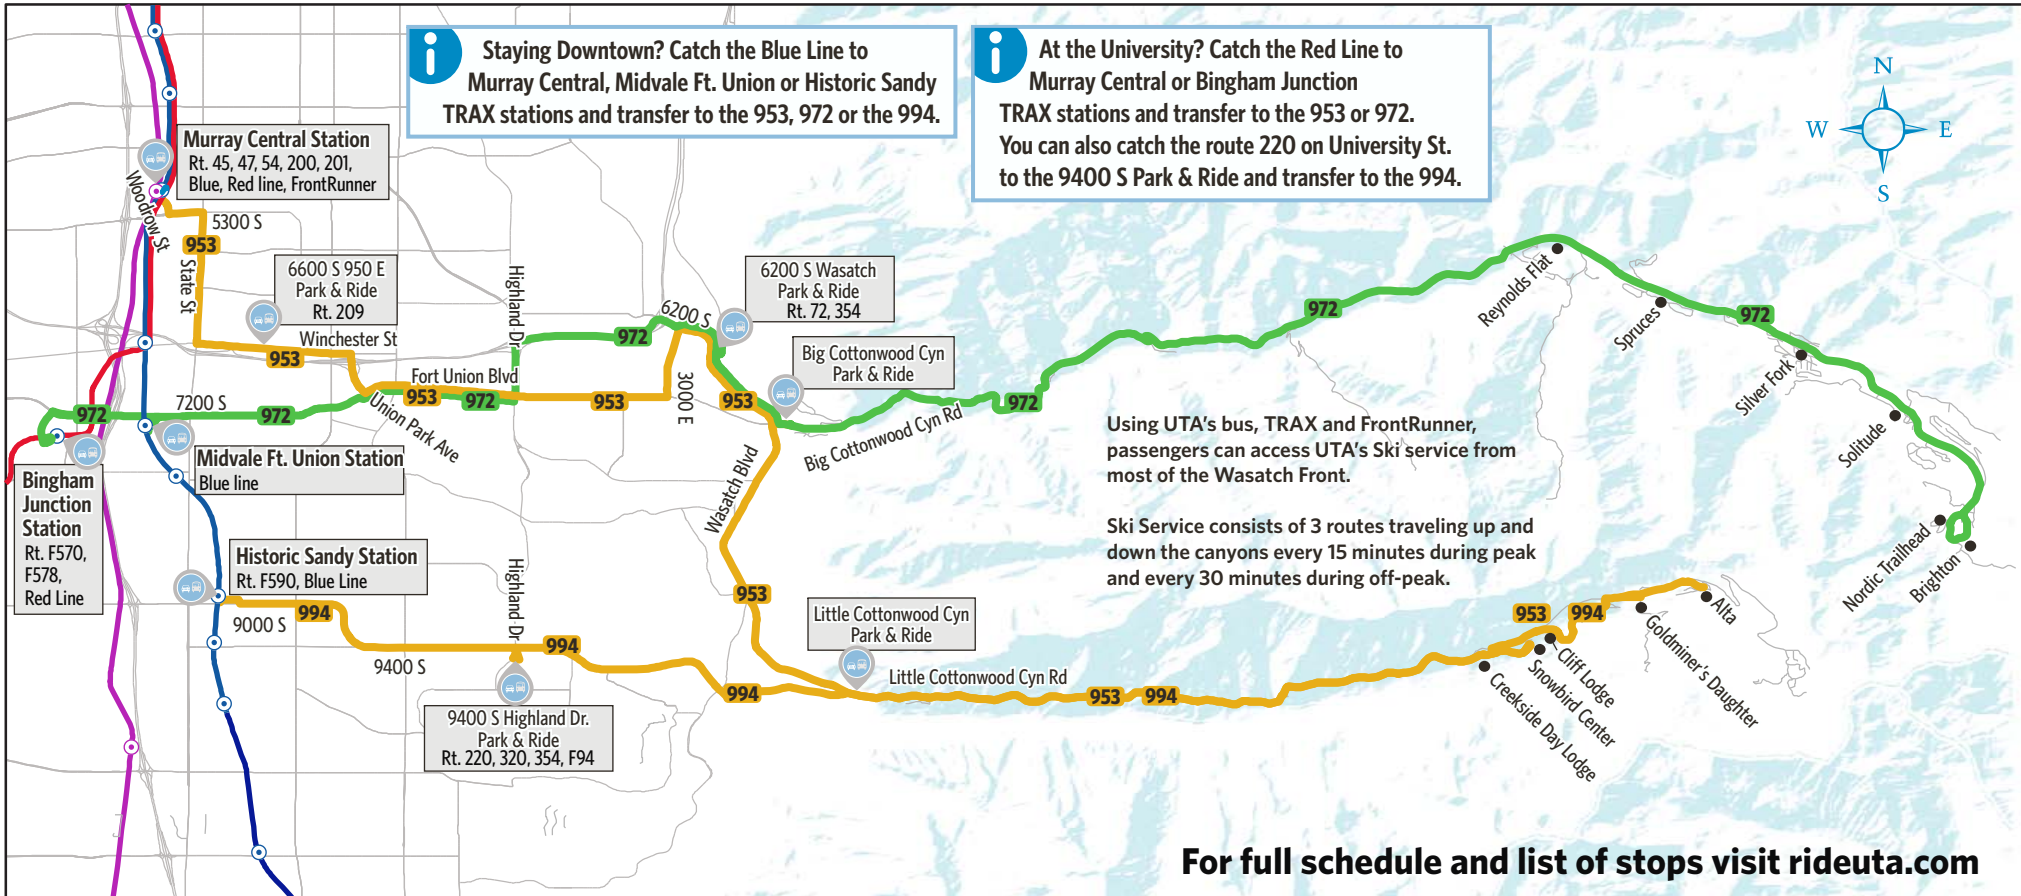 Staying Downtown? Catch the Blue Line to
Murray Central, Midvale Ft. Union or Historic Sandy
TRAX stations and transfer to the 953, 972 or the 994.
At the University? Catch the Red Line to
Murray Central or Bingham Junction
TRAX stations and transfer to the 953 or 972.
You can also catch the route 220 on University St.
to the 9400 S Park & Ride and transfer to the 994.
N
W
E
S
Murray Central Station
Rt. 45, 47, 54, 200, 201,
Blue, Red line, FrontRunner
Woodrow St
5300 S
953
State St
6600 S 950 E
Park & Ride
Rt. 209
Winchester St
953
Highland Dr
972
6200 S
6200 S Wasatch
Park & Ride
Rt. 72, 354
Big Cottonwood Cyn
Park & Ride
Fort Union Blvd
953
972
953
3000 E
953
Union Park Ave
7200 S
972
972
Midvale Ft. Union Station
Blue line
Bingham
Junction
Station
Rt. F570,
F578,
Red Line
Big Cottonwood Cyn Rd
972
972
Reynolds Flat
Spruces
972
Silver Fork
Solitude
Nordic Trailhead
Brighton
Using UTA's bus, TRAX and FrontRunner,
passengers can access UTA's Ski service from
most of the Wasatch Front.
Ski Service consists of 3 routes traveling up and
down the canyons every 15 minutes during peak
and every 30 minutes during off-peak.
Wasatch Blvd
953
Historic Sandy Station
Rt. F590, Blue Line
9000 S
994
9400 S
Highland Dr
994
9400 S Highland Dr.
Park & Ride
Rt. 220, 320, 354, F94
994
Little Cottonwood Cyn
Park & Ride
Little Cottonwood Cyn Rd
953
994
953
994
Creekside Day Lodge
Snowbird Center
Cliff Lodge
Goldminer's Daughter
Alta
For full schedule and list of stops visit rideuta.com